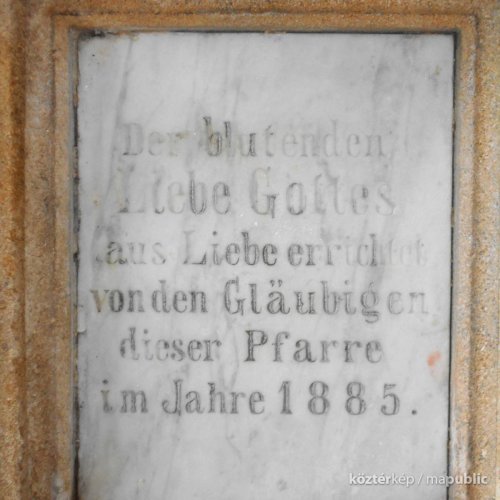 Der blutenden
Liebe Gottes
aus Liebe errichtet
von den Gläubigen
dieser Pfarre
im Jahre 1885.
köztérkép / mapublic